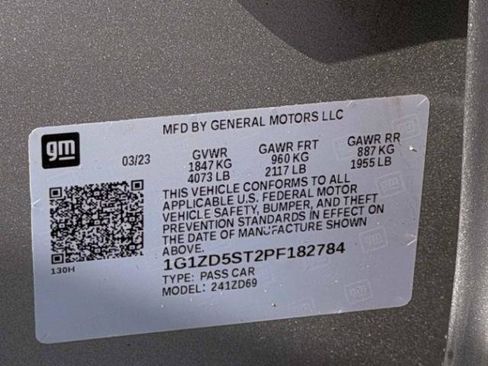 MFD BY GENERAL MOTORS LLC
gm
03/23 GVWR GAWR FRT GAWR RR
1847 KG 960 KG 887 KG
4073 LB 2117 LB 1955 LB
THIS VEHICLE CONFORMS TO ALL
APPLICABLE U.S. FEDERAL MOTOR
VEHICLE SAFETY, BUMPER, AND THEFT
PREVENTION STANDARDS IN EFFECT ON
THE DATE OF MANUFACTURE SHOWN
ABOVE.
130H
1G1ZD5ST2PF182784
TYPE: PASS CAR
MODEL: 241ZD69